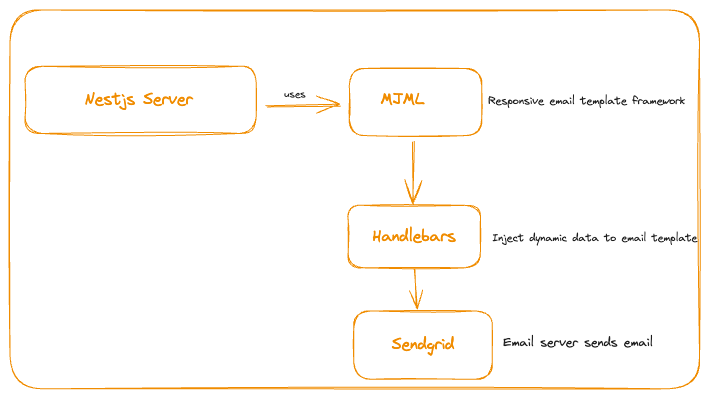 Nestjs Server
uses
MJML
Responsive email template framework
Handlebars
Inject dynamic data to email template
Sendgrid
Email server sends email